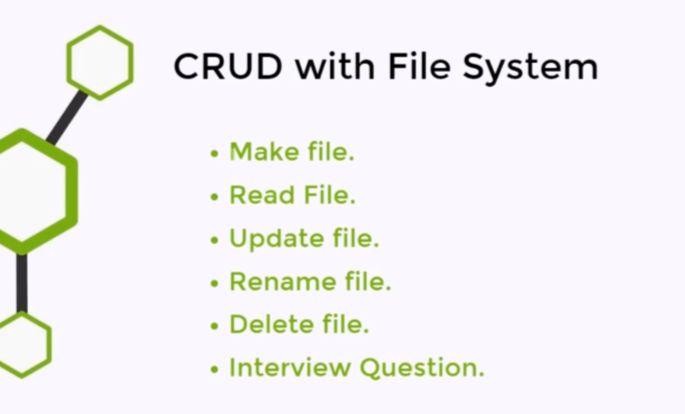 CRUD with File System
• Make file.
• Read File.
• Update file.
• Rename file.
• Delete file.
• Interview Question.